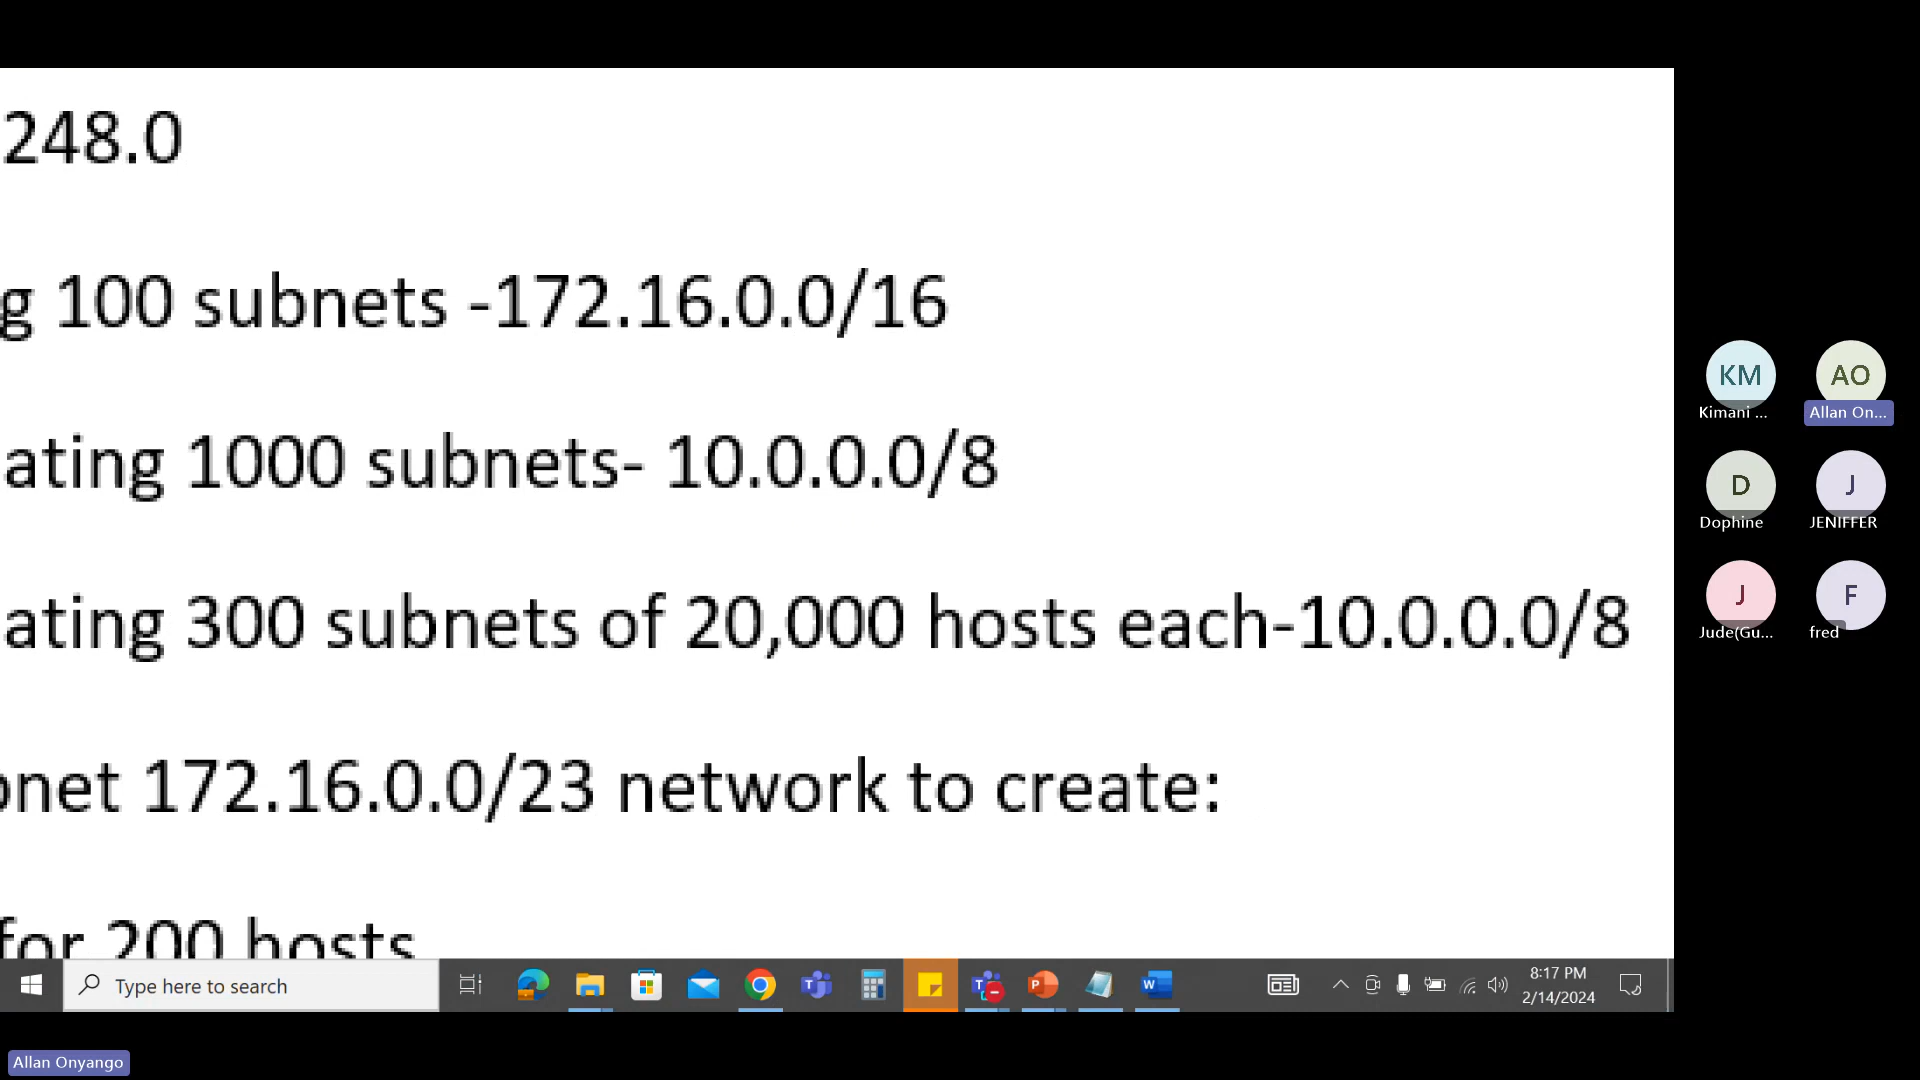 248.0
g 100 subnets -172.16.0.0/16
ating 1000 subnets- 10.0.0.0/8
ating 300 subnets of 20,000 hosts each-10.0.0.0/8
onet 172.16.0.0/23 network to create:
for 200 hosts
KM
Kimani ...
AO
Allan On...
D
Dophine
J
JENIFFER
J
Jude(Gu...
F
fred
Type here to search
8:17 PM
2/14/2024
Allan Onyango